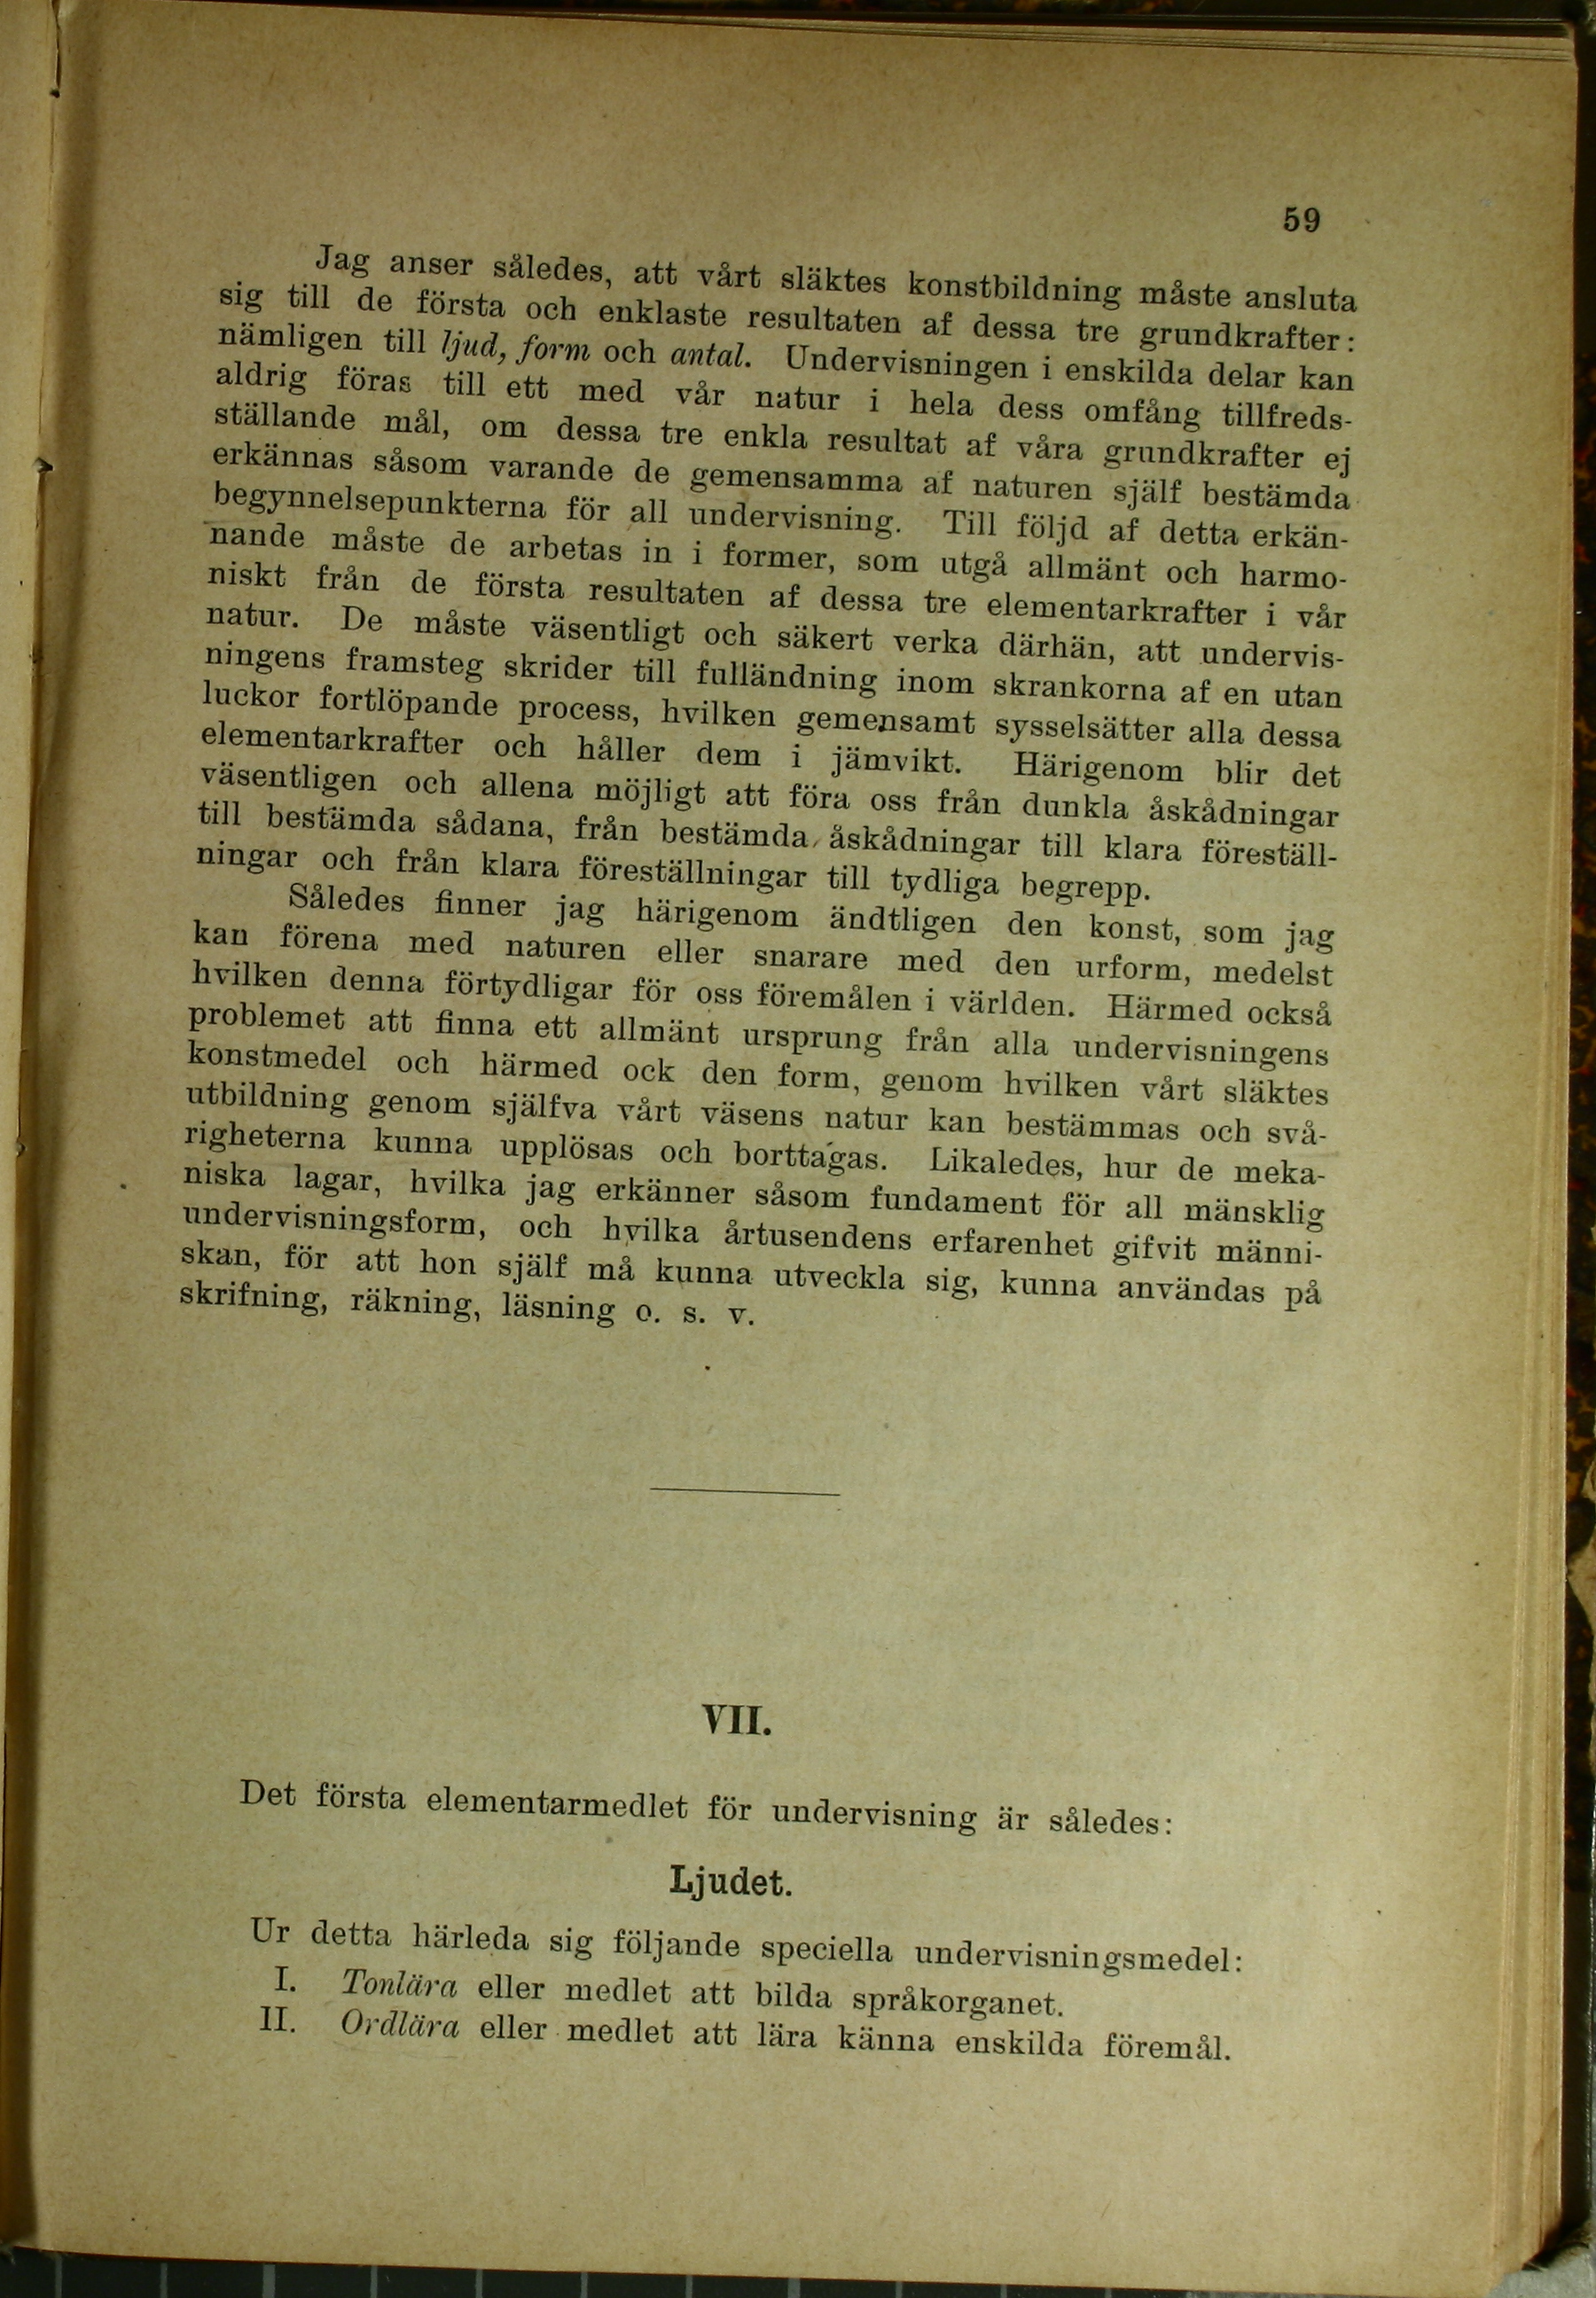 59
Jag anser således, att vårt släktes konstbildning måste ansluta
sig till de första och enklaste resultaten af dessa tre grundkrafter:
nämligen till ljud, form och antal. Undervisningen i enskilda delar kan
aldrig föras till ett med vår natur i hela dess omfång tillfreds-
ställande mål, om dessa tre enkla resultat af våra grundkrafter ej
erkännas såsom varande de gemensamma af naturen själf bestämda
begynnelsepunkterna för all undervisning. Till följd af detta erkän-
nande måste de arbetas in i former, som utgå allmänt och harmo-
niskt från de första resultaten af dessa tre elementarkrafter i vår
natur. De måste väsentligt och säkert verka därhän, att undervis-
ningens framsteg skrider till fulländning inom skrankorna af en utan
luckor fortlöpande process, hvilken gemensamt sysselsätter alla dessa
elementarkrafter och håller dem i jämvikt. Härigenom blir det
väsentligen och allena möjligt att föra oss från dunkla åskådningar
till bestämda sådana, från bestämda åskådningar till klara föreställ-
ningar och från klara föreställningar till tydliga begrepp.
Således finner jag härigenom ändtligen den konst, som jag
kan förena med naturen eller snarare med den urform, medelst
hvilken denna förtydligar för oss föremålen i världen. Härmed också
problemet att finna ett allmänt ursprung från alla undervisningens
konstmedel och härmed ock den form, genom hvilken vårt släktes
utbildning genom själfva vårt väsens natur kan bestämmas och svå-
righeterna kunna upplösas och borttagas. Likaledes, hur de meka-
niska lagar, hvilka jag erkänner såsom fundament för all mänsklig
undervisningsform, och hvilka årtusendens erfarenhet gifvit männi-
skan, för att hon själf må kunna utveckla sig, kunna användas på
skrifning, räkning, läsning o. s. v.
VII.
Det första elementarmedlet för undervisning är således:
Ljudet.
Ur detta härleda sig följande speciella undervisningsmedel:
I. Tonlära eller medlet att bilda språkorganet.
II. Ordlära eller medlet att lära känna enskilda föremål.